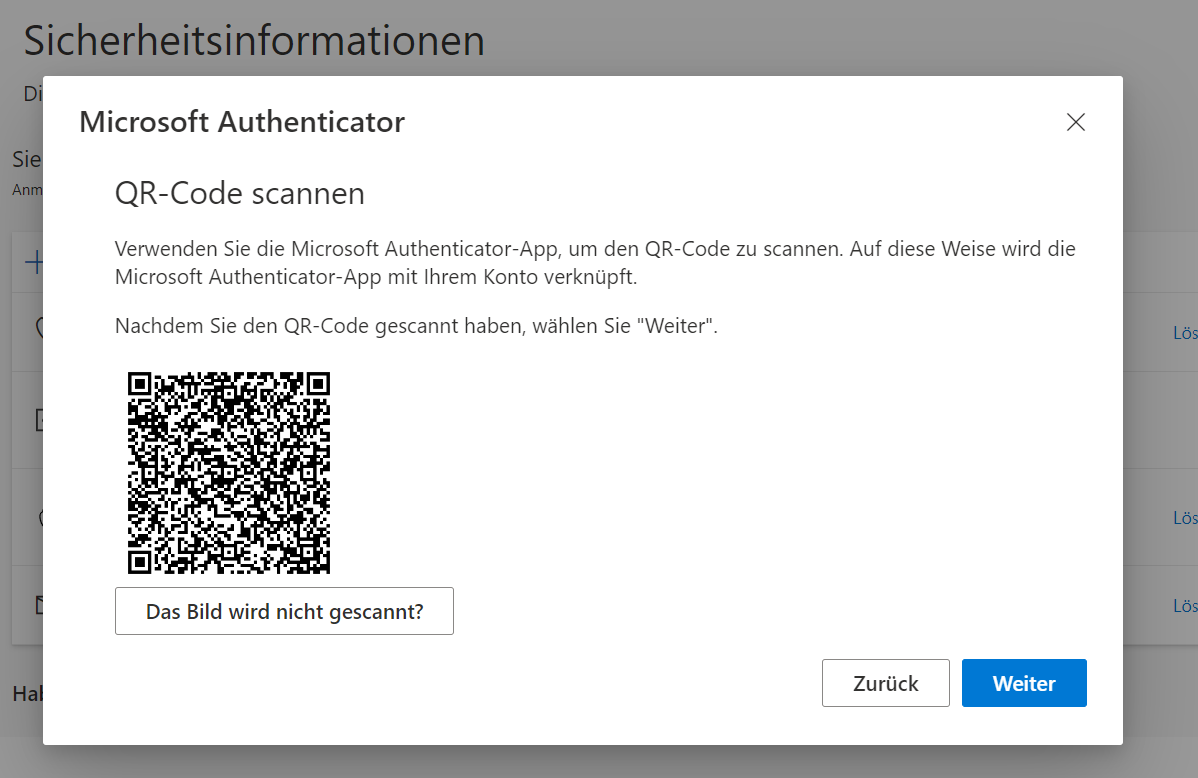 Sicherheitsinformationen
Di
Microsoft Authenticator
Sie
Anm
QR-Code scannen
Verwenden Sie die Microsoft Authenticator-App, um den QR-Code zu scannen. Auf diese Weise wird die
Microsoft Authenticator-App mit Ihrem Konto verknüpft.
Nachdem Sie den QR-Code gescannt haben, wählen Sie "Weiter".
Lös
Lös
Das Bild wird nicht gescannt?
Lös
Zurück
Weiter
Hab